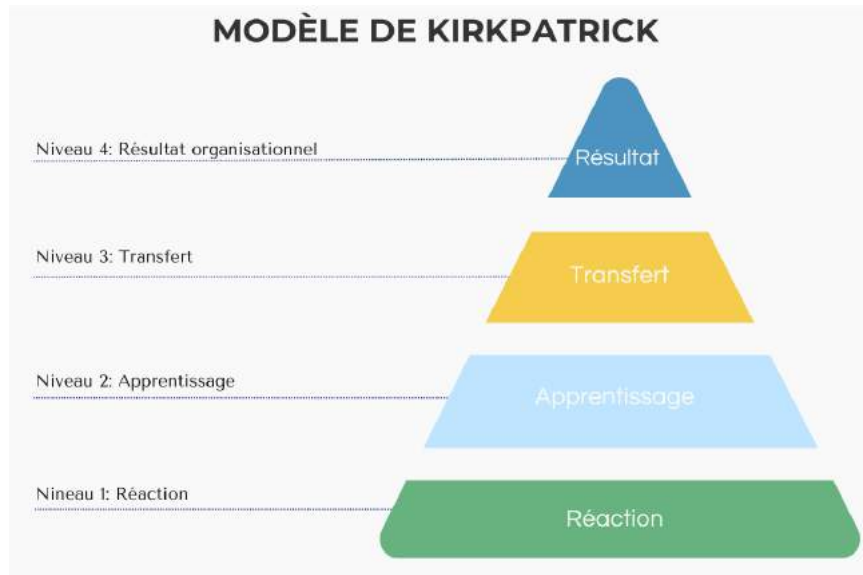 MODÈLE DE KIRKPATRICK
Niveau 4: Résultat organisationnel
Résultat
Niveau 3: Transfert
Transfert
Niveau 2: Apprentissage
Apprentissage
Nineau 1: Réaction
Réaction